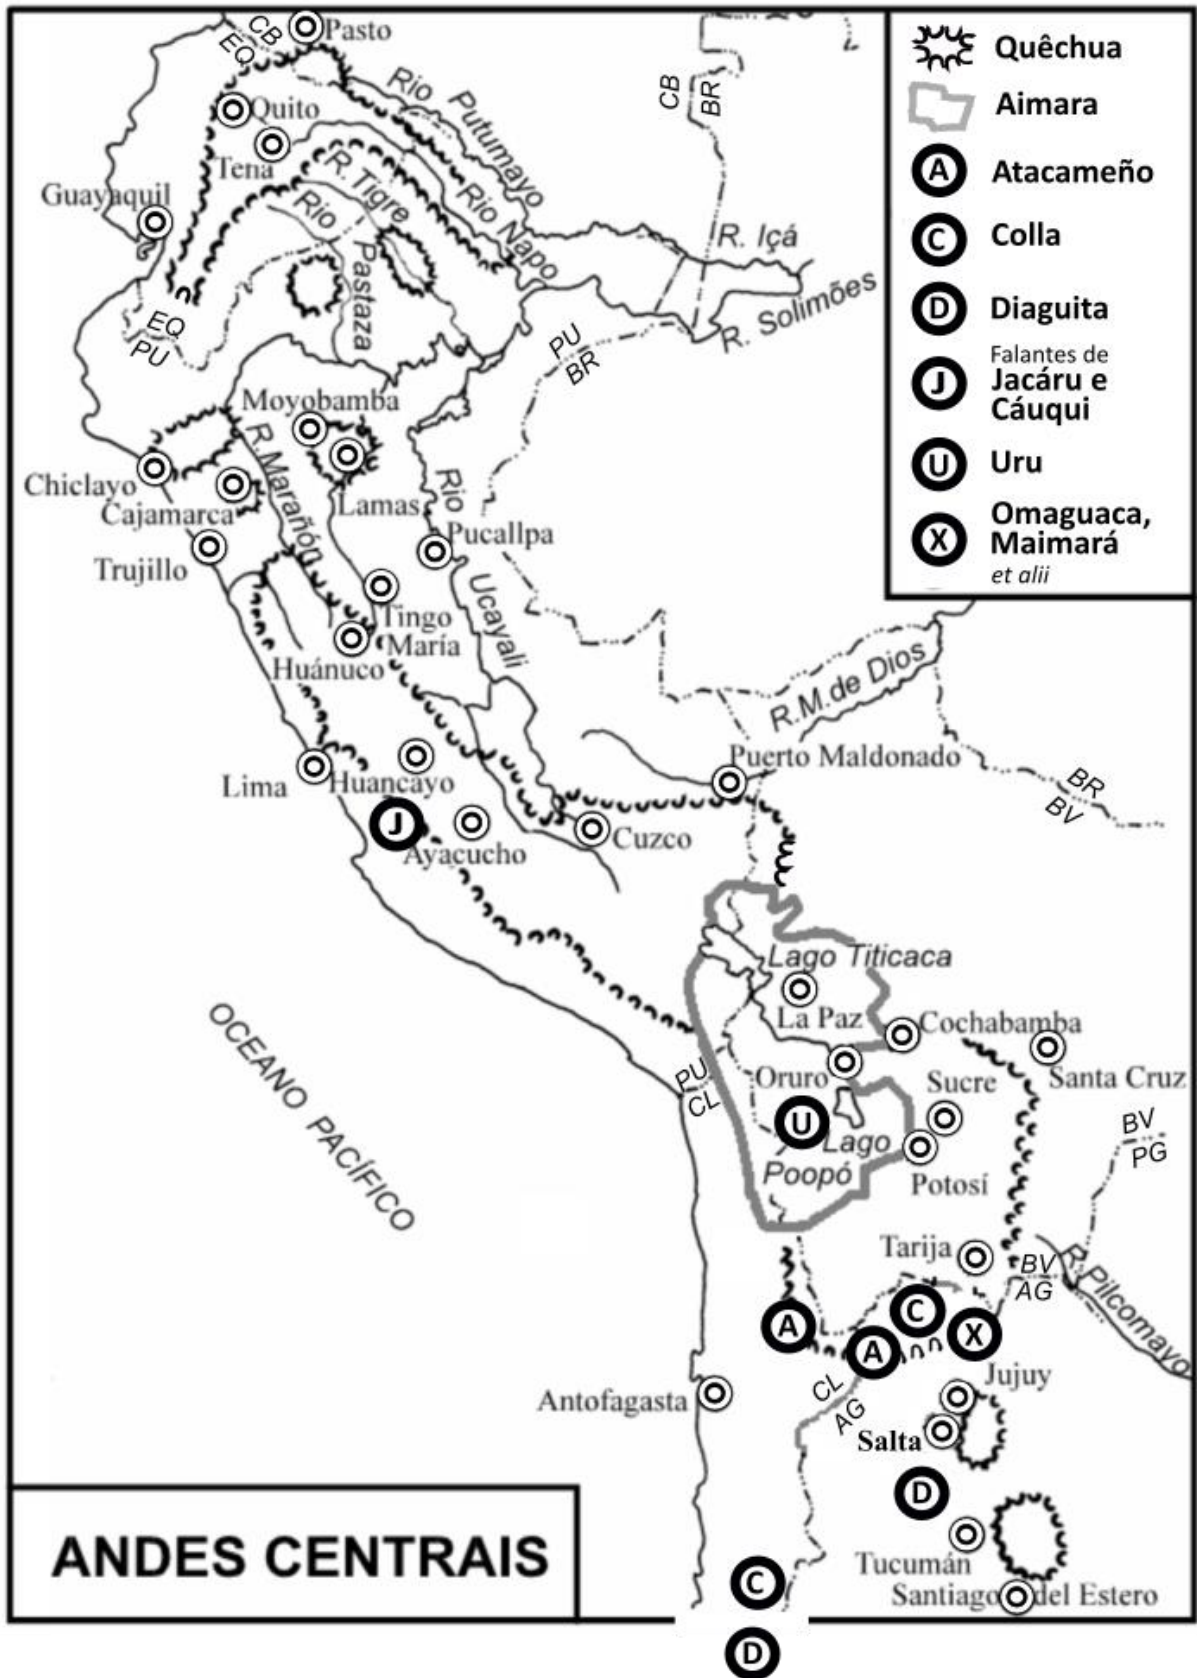 CB
EQ
Pasto
Quito
Tena
Guayaquil
Rio Putumayo
R. Tigre
Rio Napo
Rio Pastaza
CB
BR
R. Içá
R. Solimões
EQ
PU
PU
BR
Quêchua
Aimara
A
Atacameño
C
Colla
D
Diaguita
J
Falantes de
Jacáru e
Cáuqui
U
Uru
X
Omaguaca,
Maimará
et alii
Moyobamba
Chiclayo
Cajamarca
R. Marañón
Lamas
Rio Ucayali
Pucallpa
Trujillo
Tingo
María
Huánuco
R.M.de Dios
Puerto Maldonado
BR
BV
Lima
Huancayo
J
Ayacucho
Cuzco
Lago Titicaca
La Paz
Cochabamba
Santa Cruz
Oruro
Sucre
PU
CL
U
Lago
Poopó
Potosí
BV
PG
OCEANO PACÍFICO
Tarija
BV
AG
R. Pilcomayo
A
C
X
A
Jujuy
CL
AG
Antofagasta
Salta
D
Tucumán
Santiago del Estero
C
D
ANDES CENTRAIS